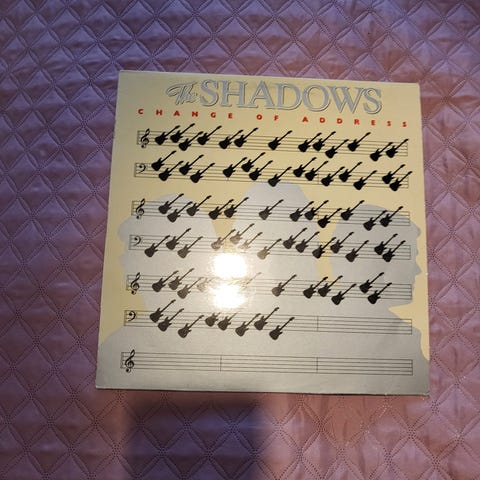 The SHADOWS
CHANGE OF ADDRESS